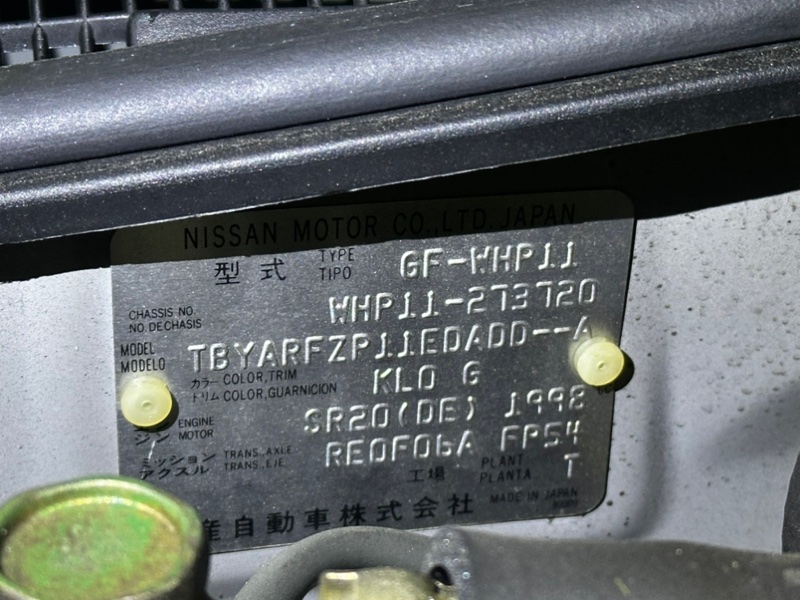 NISSAN MOTOR CO.,LTD.JAPAN
型式 TYPE TIPO GF-WHP11
CHASSIS NO. NO DE CHASIS WHP11-273720
MODEL MODELO TBYARFZP11EDADD--A
カラー トリム COLOR,TRIM COLOR,GUARNICION KL0 G
ジン ENGINE MOTOR SR20(DE) 1998
ミッション アクスル TRANS.,AXLE TRANS.,EJE RE0F06A FP54
工場 PLANT PLANTA T
産自動車株式会社 MADE IN JAPAN